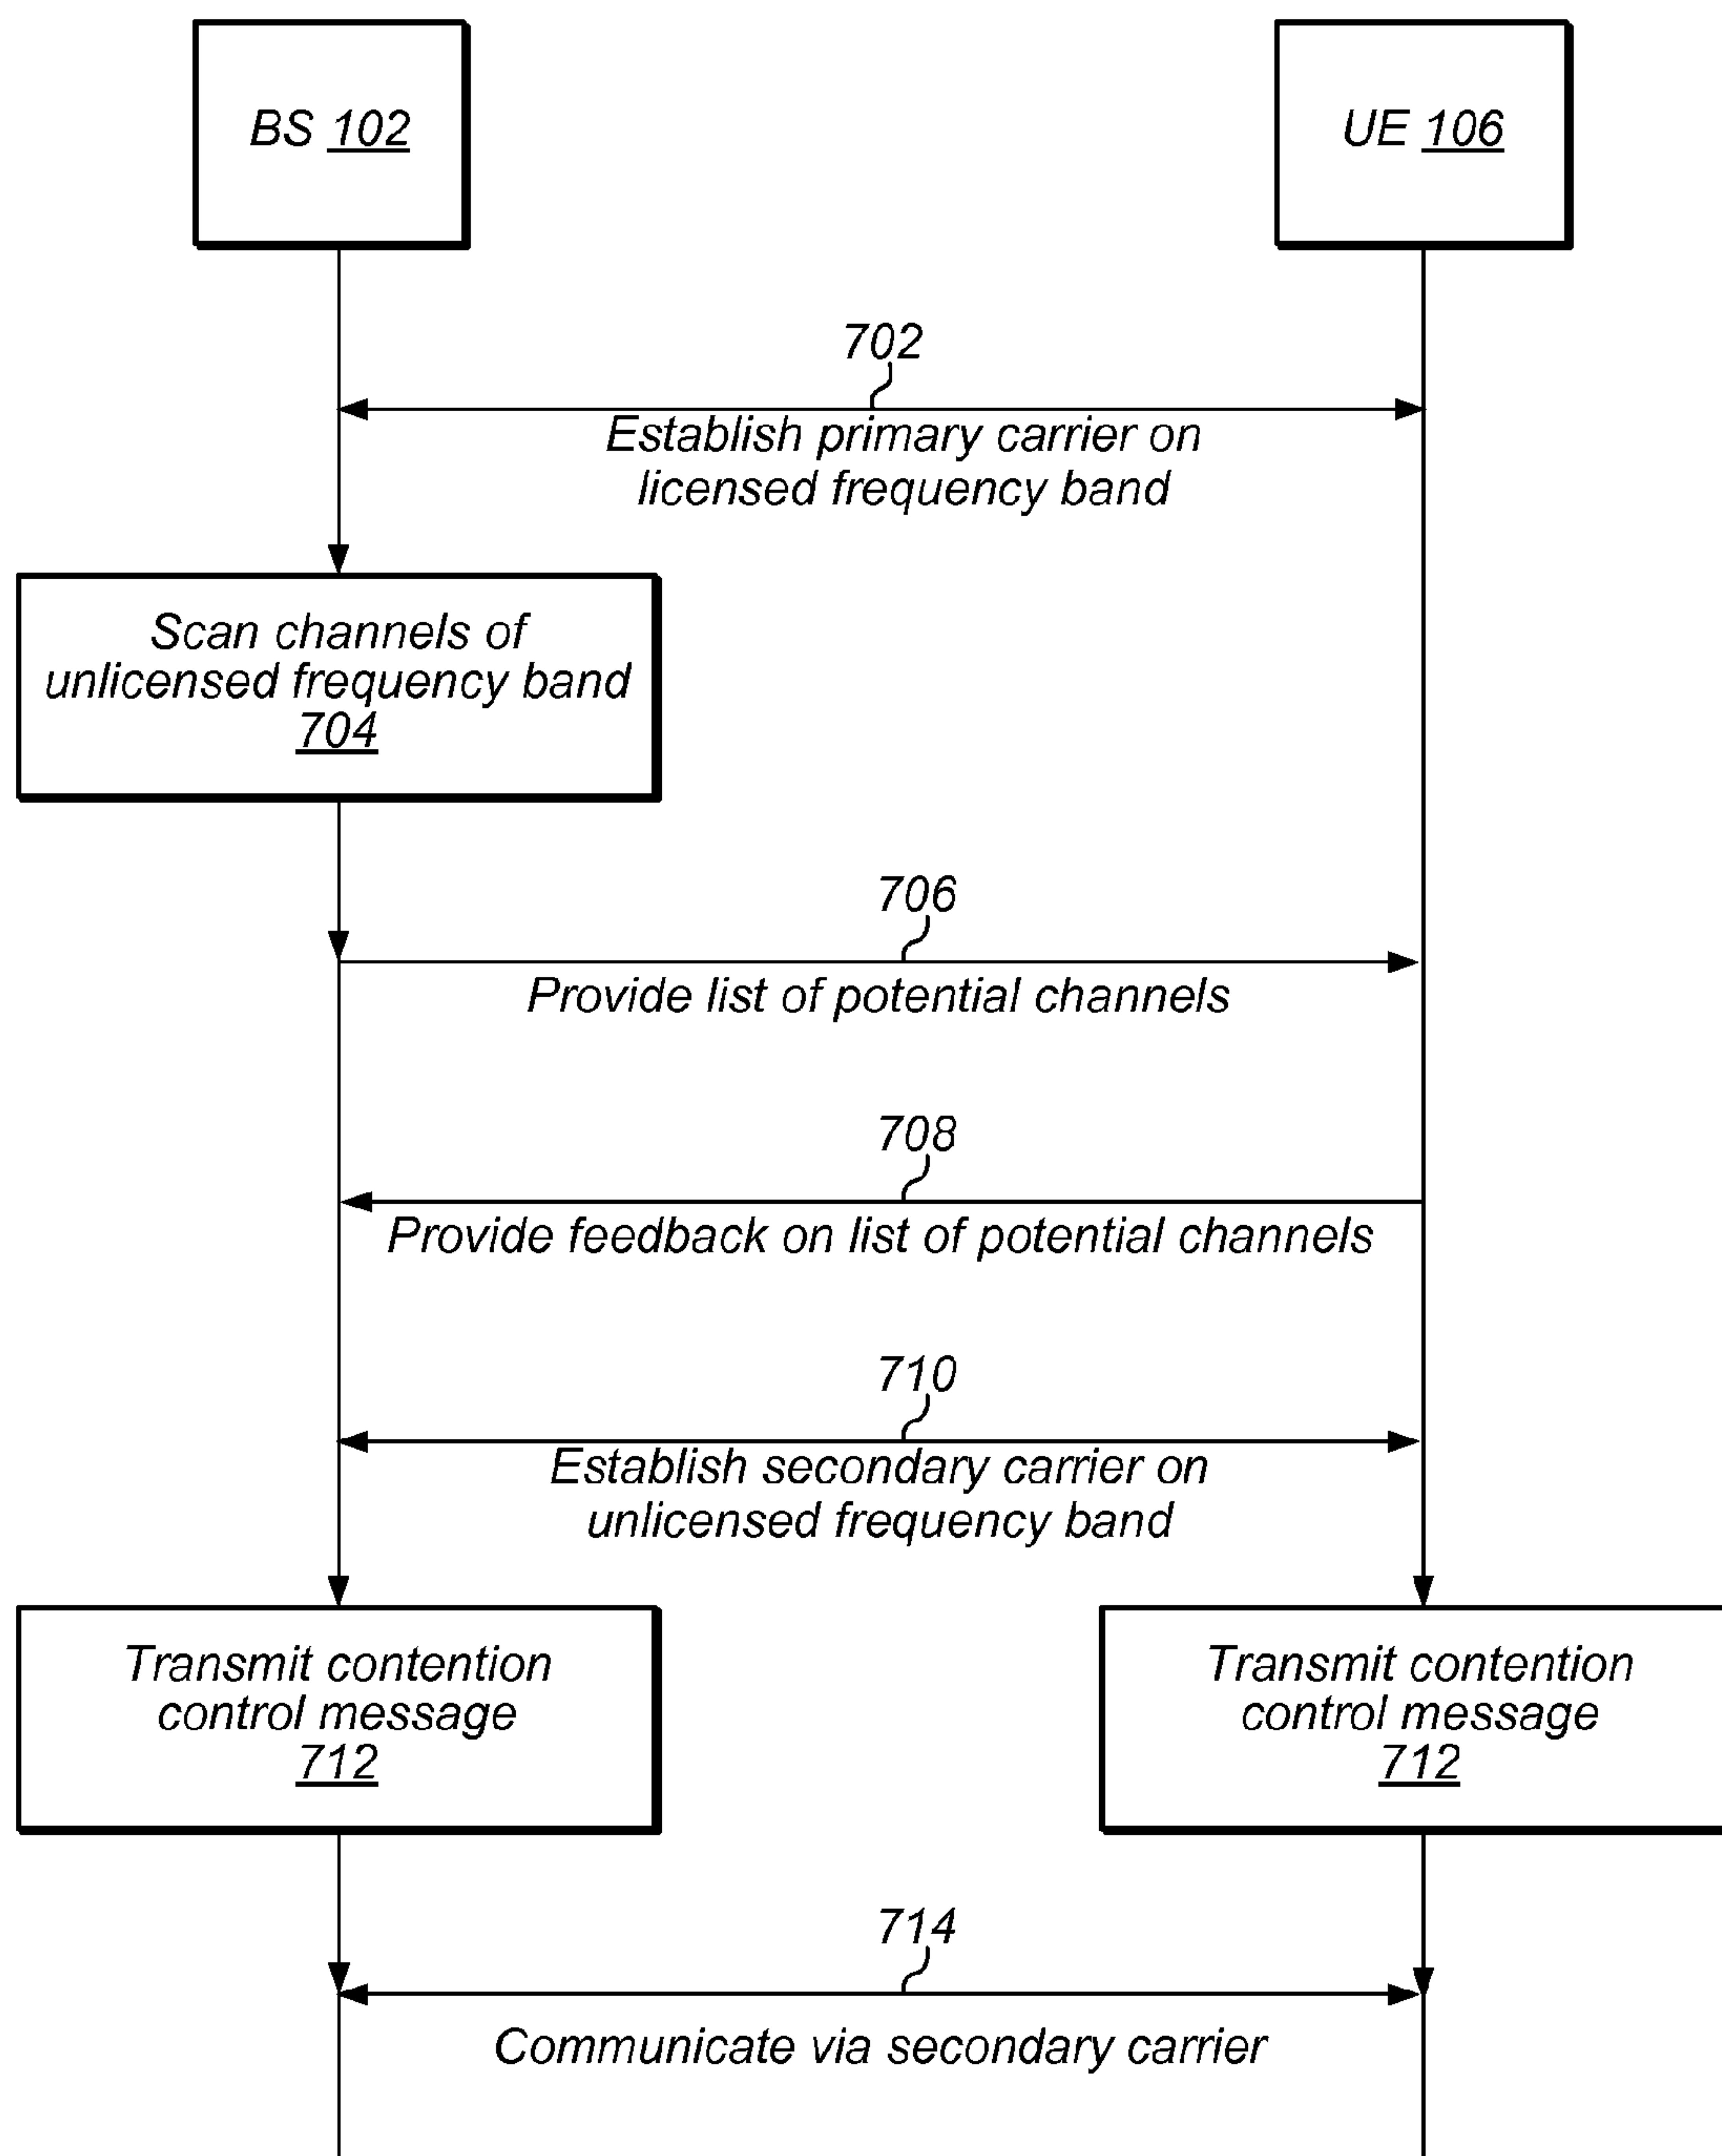 BS 102
UE 106
702
Establish primary carrier on
licensed frequency band
Scan channels of
unlicensed frequency band
704
706
Provide list of potential channels
708
Provide feedback on list of potential channels
710
Establish secondary carrier on
unlicensed frequency band
Transmit contention
control message
712
Transmit contention
control message
712
714
Communicate via secondary carrier